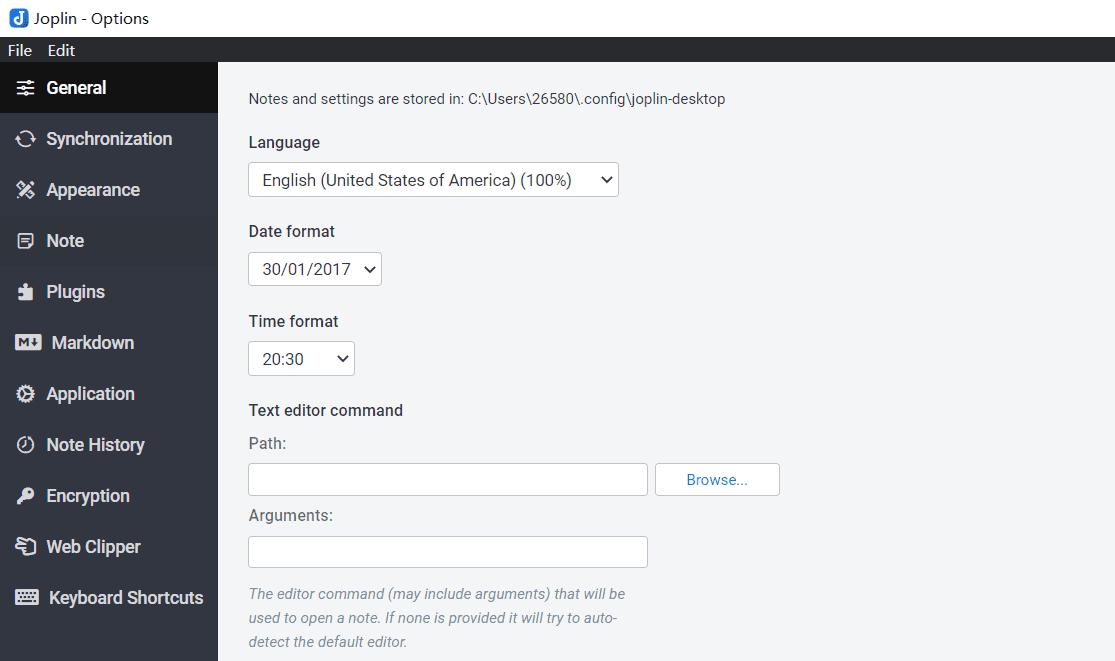 Joplin - Options
File Edit
General
Synchronization
Appearance
Note
Plugins
Markdown
Application
Note History
Encryption
Web Clipper
Keyboard Shortcuts
Notes and settings are stored in: C:\Users\26580\.config\joplin-desktop
Language
English (United States of America) (100%)
Date format
30/01/2017
Time format
20:30
Text editor command
Path:
Browse...
Arguments:
The editor command (may include arguments) that will be
used to open a note. If none is provided it will try to auto-
detect the default editor.